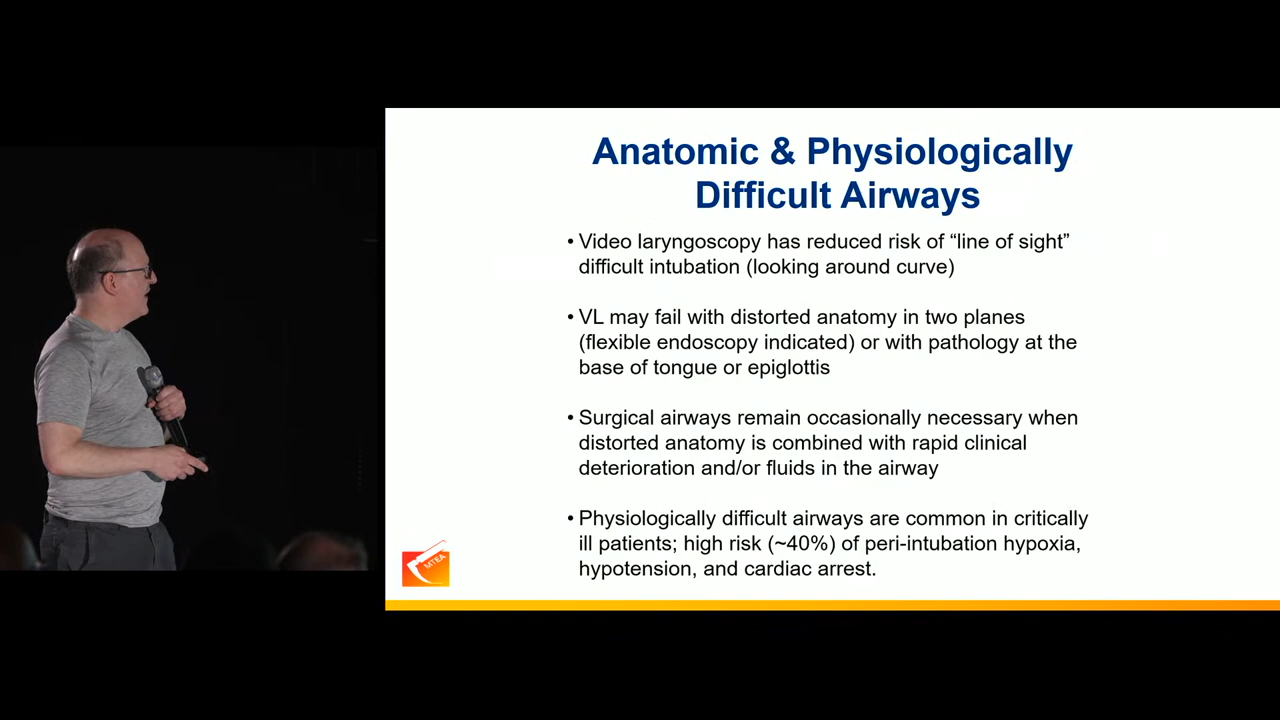 Anatomic & Physiologically
Difficult Airways
• Video laryngoscopy has reduced risk of “line of sight”
difficult intubation (looking around curve)
• VL may fail with distorted anatomy in two planes
(flexible endoscopy indicated) or with pathology at the
base of tongue or epiglottis
• Surgical airways remain occasionally necessary when
distorted anatomy is combined with rapid clinical
deterioration and/or fluids in the airway
• Physiologically difficult airways are common in critically
ill patients; high risk (~40%) of peri-intubation hypoxia,
hypotension, and cardiac arrest.
MTEA